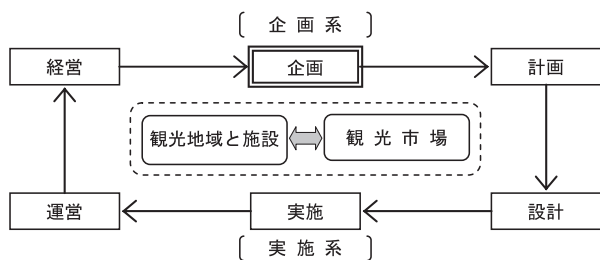 〔 企 画 系 〕
経営
企画
計画
観光地域と施設
観 光 市 場
運営
実施
設計
〔 実 施 系 〕